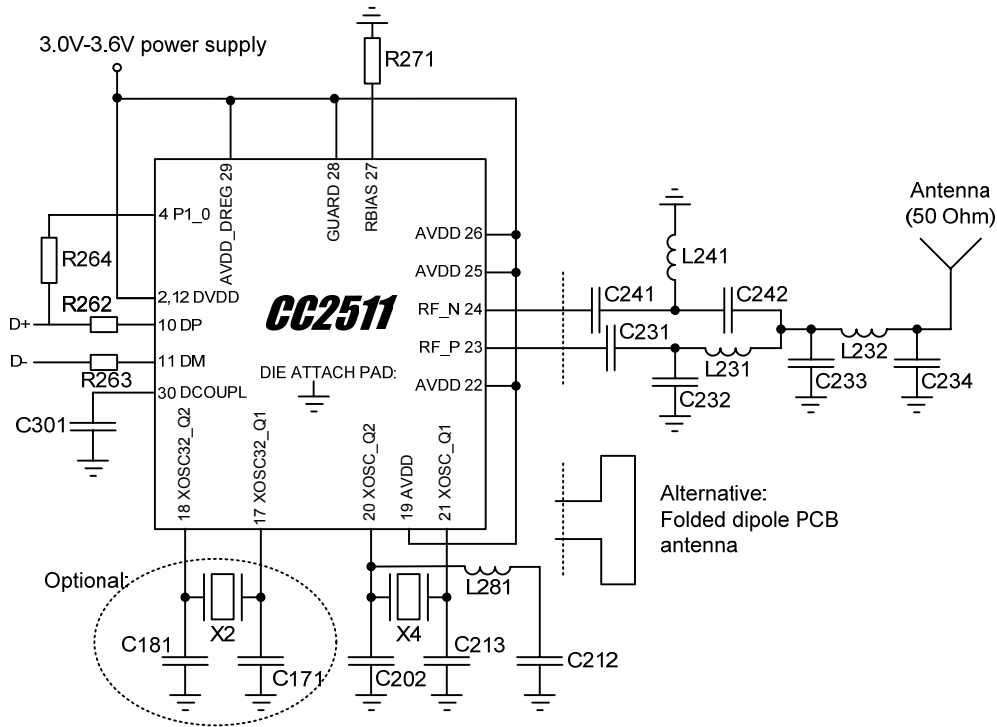 3.0V-3.6V power supply
R271
AVDD_DREG 29
GUARD 28
RBIAS 27
4 P1_0
R264
R262
D+
2,12 DVDD
10 DP
D-
11 DM
R263
30 DCOUPL
C301
CC2511
DIE ATTACH PAD:
AVDD 26
AVDD 25
RF_N 24
RF_P 23
AVDD 22
18 XOSC32_Q2
17 XOSC32_Q1
20 XOSC_Q2
19 AVDD
21 XOSC_Q1
Antenna
(50 Ohm)
L241
C241
C242
C231
L231
L232
C232
C233
C234
Alternative:
Folded dipole PCB
antenna
Optional:
X2
C181
C171
L281
X4
C213
C202
C212